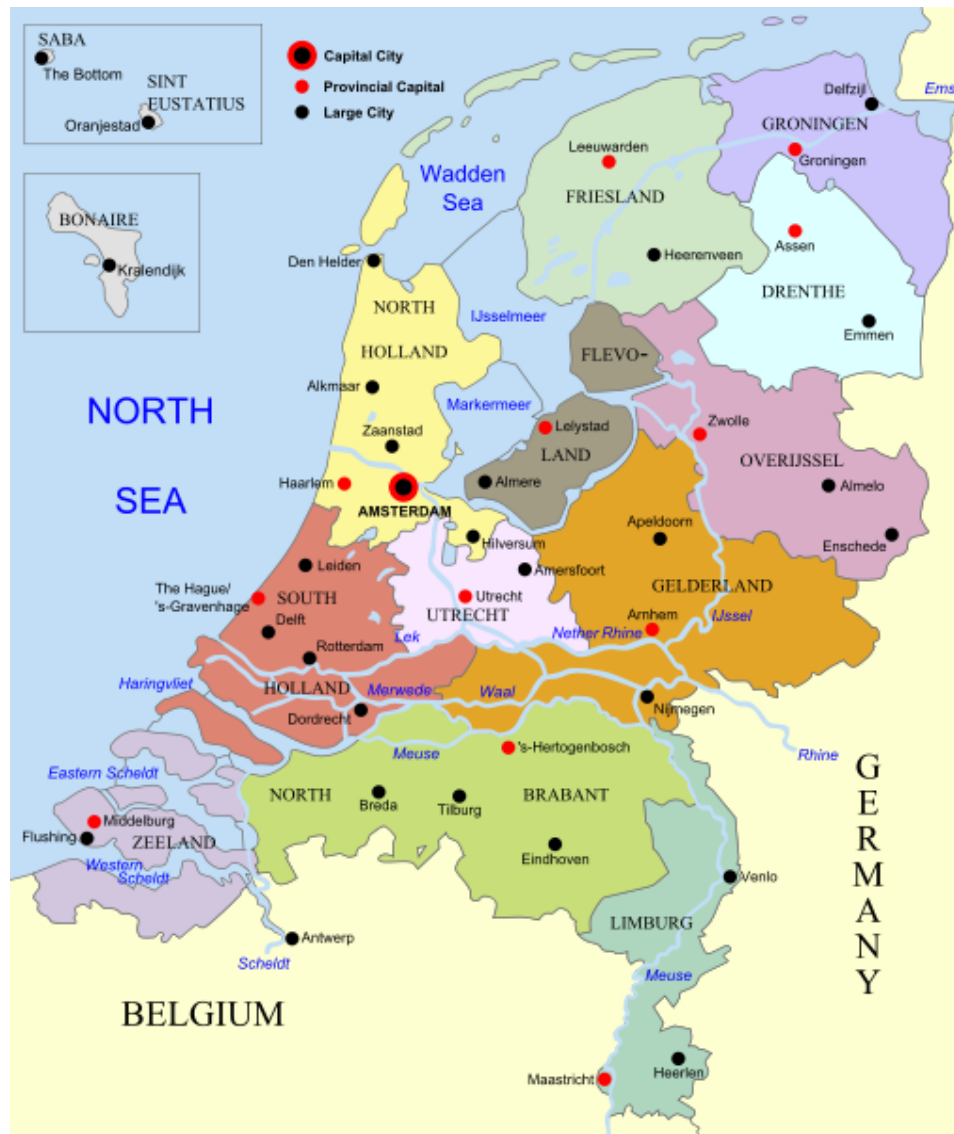 SABA
The Bottom
SINT
EUSTATIUS
Oranjestad
Capital City
Provincial Capital
Large City
BONAIRE
Kralendijk
Wadden
Sea
Leeuwarden
FRIESLAND
Heerenveen
Delfzijl
Ems
GRONINGEN
Groningen
Assen
DRENTHE
Emmen
Den Helder
NORTH
HOLLAND
IJsselmeer
FLEVO-
Alkmaar
Markermeer
NORTH
SEA
Zaanstad
Lelystad
LAND
Zwolle
OVERIJSSEL
Haarlem
AMSTERDAM
Almere
Almelo
Apeldoorn
Enschede
Hilversum
Leiden
Amersfoort
GELDERLAND
The Hague/
's-Gravenhage
SOUTH
Utrecht
UTRECHT
Delft
Arnhem
IJssel
Lek
Nether Rhine
Rotterdam
Haringvliet
HOLLAND
Merwede
Waal
Nijmegen
Dordrecht
Meuse
's-Hertogenbosch
Rhine
GERMANY
Eastern Scheldt
NORTH
BRABANT
Breda
Tilburg
Middelburg
Flushing
ZEELAND
Eindhoven
Western
Scheldt
Venlo
LIMBURG
Antwerp
Scheldt
Meuse
BELGIUM
Maastricht
Heerlen